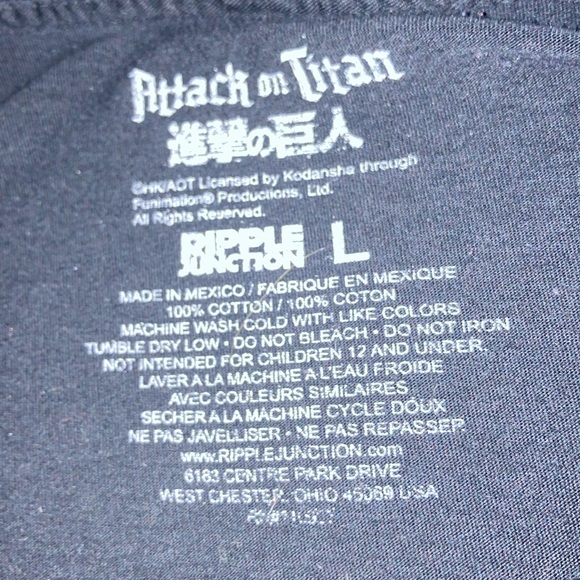 Attack on Titan
進撃の巨人
©HK/AOT Licensed by Kodansha through
Funimation® Productions, Ltd.
All Rights Reserved.
RIPPLE
JUNCTION L
MADE IN MEXICO / FABRIQUE EN MEXIQUE
100% COTTON / 100% COTON
MACHINE WASH COLD WITH LIKE COLORS
TUMBLE DRY LOW • DO NOT BLEACH • DO NOT IRON
NOT INTENDED FOR CHILDREN 12 AND UNDER,
LAVER A LA MACHINE A L'EAU FROIDE
AVEC COULEURS SIMILAIRES
SECHER A LA MACHINE CYCLE DOUX
NE PAS JAVELLISER • NE PAS REPASSER
www.RIPPLEJUNCTION.com
6183 CENTRE PARK DRIVE
WEST CHESTER, OHIO 45069 USA